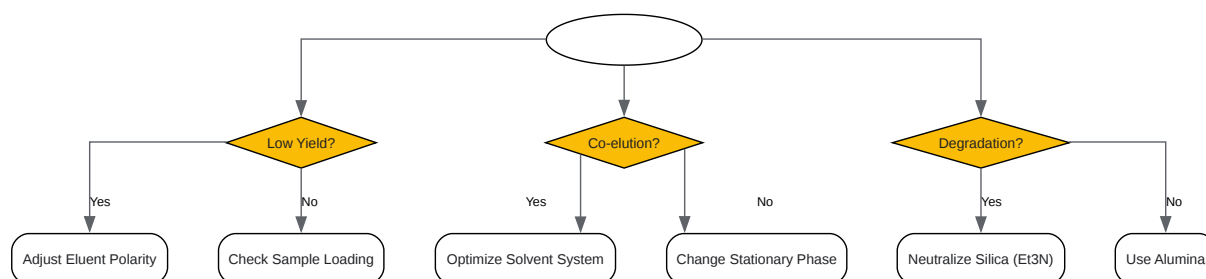 Low Yield?
Co-elution?
Degradation?
Yes
No
Yes
No
Yes
No
Adjust Eluent Polarity
Check Sample Loading
Optimize Solvent System
Change Stationary Phase
Neutralize Silica (Et3N)
Use Alumina